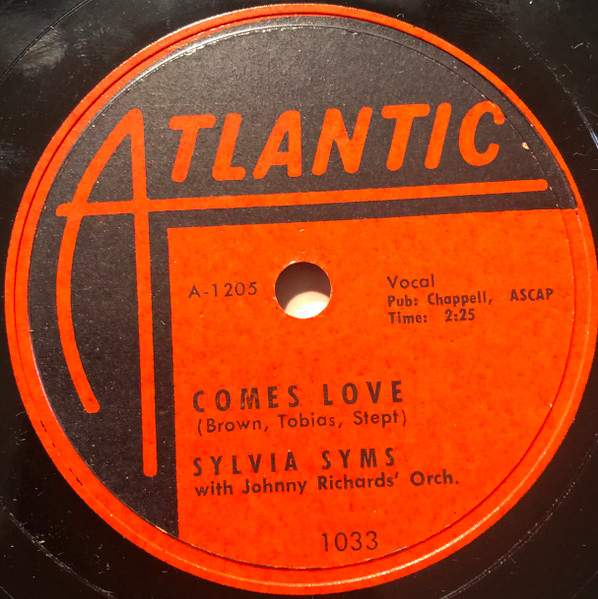 ATLANTIC
A-1205
Vocal
Pub: Chappell, ASCAP
Time: 2:25
COMES LOVE
(Brown, Tobias, Stept)
SYLVIA SYMS
with Johnny Richards' Orch.
1033